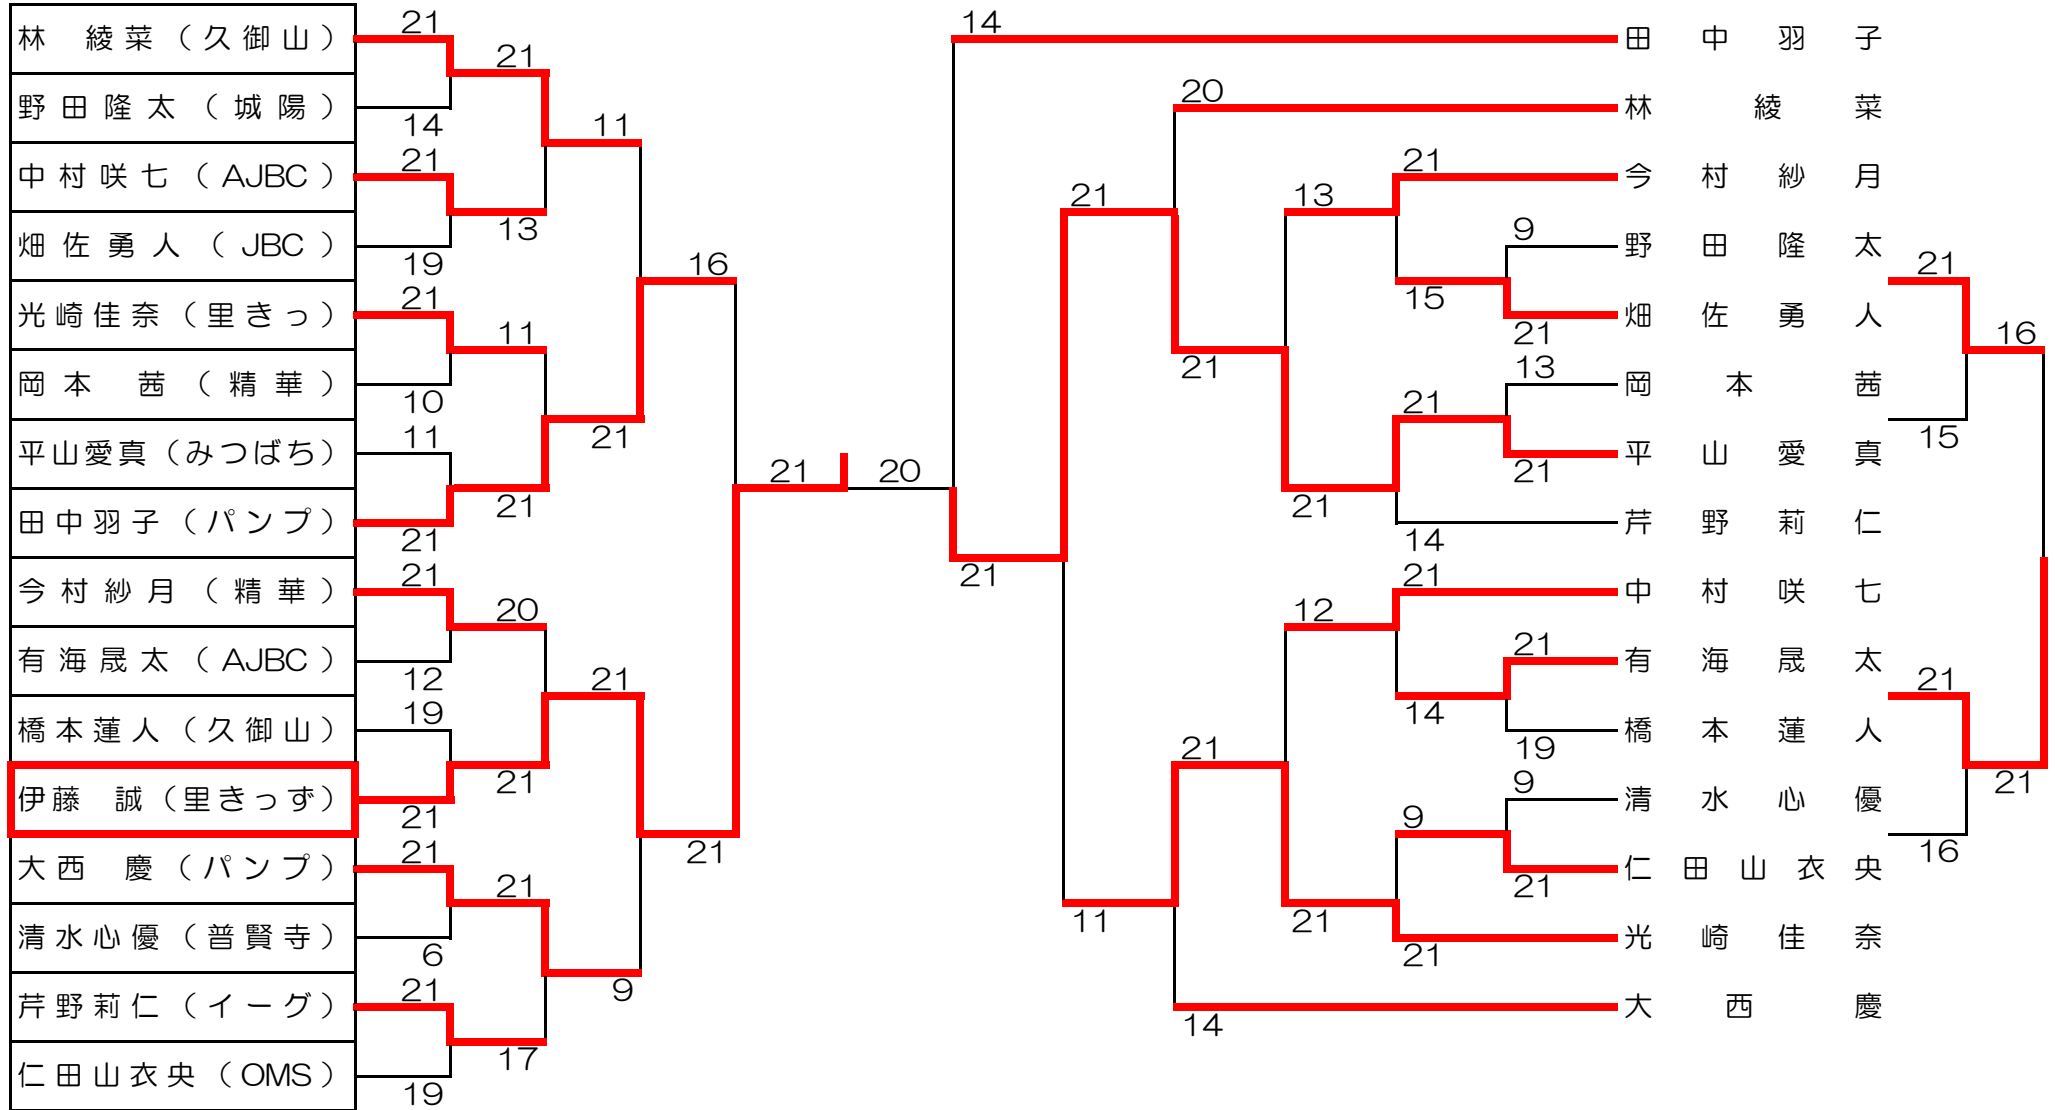 林　綾菜（久御山）
野田隆太（城陽）
中村咲七（AJBC）
畑佐勇人（JBC）
光崎佳奈（里きっ）
岡本　茜（精華）
平山愛真（みつばち）
田中羽子（パンプ）
今村紗月（精華）
有海晟太（AJBC）
橋本蓮人（久御山）
伊藤　誠（里きっず）
大西　慶（パンプ）
清水心優（普賢寺）
芹野莉仁（イーグ）
仁田山衣央（OMS）
21
14
21
19
21
10
11
21
21
12
19
21
21
6
21
19
21
13
11
21
20
21
21
17
11
21
21
9
16
21
21
20
14
21
21
11
20
21
21
14
13
21
12
21
21
15
21
14
21
14
9
21
9
21
13
21
21
19
9
21
田中羽子
林綾菜
今村紗月
野田隆太
畑佐勇人
岡本茜
平山愛真
芹野莉仁
中村咲七
有海晟太
橋本蓮人
清水心優
仁田山衣央
光崎佳奈
大西慶
21
15
21
16
16
21